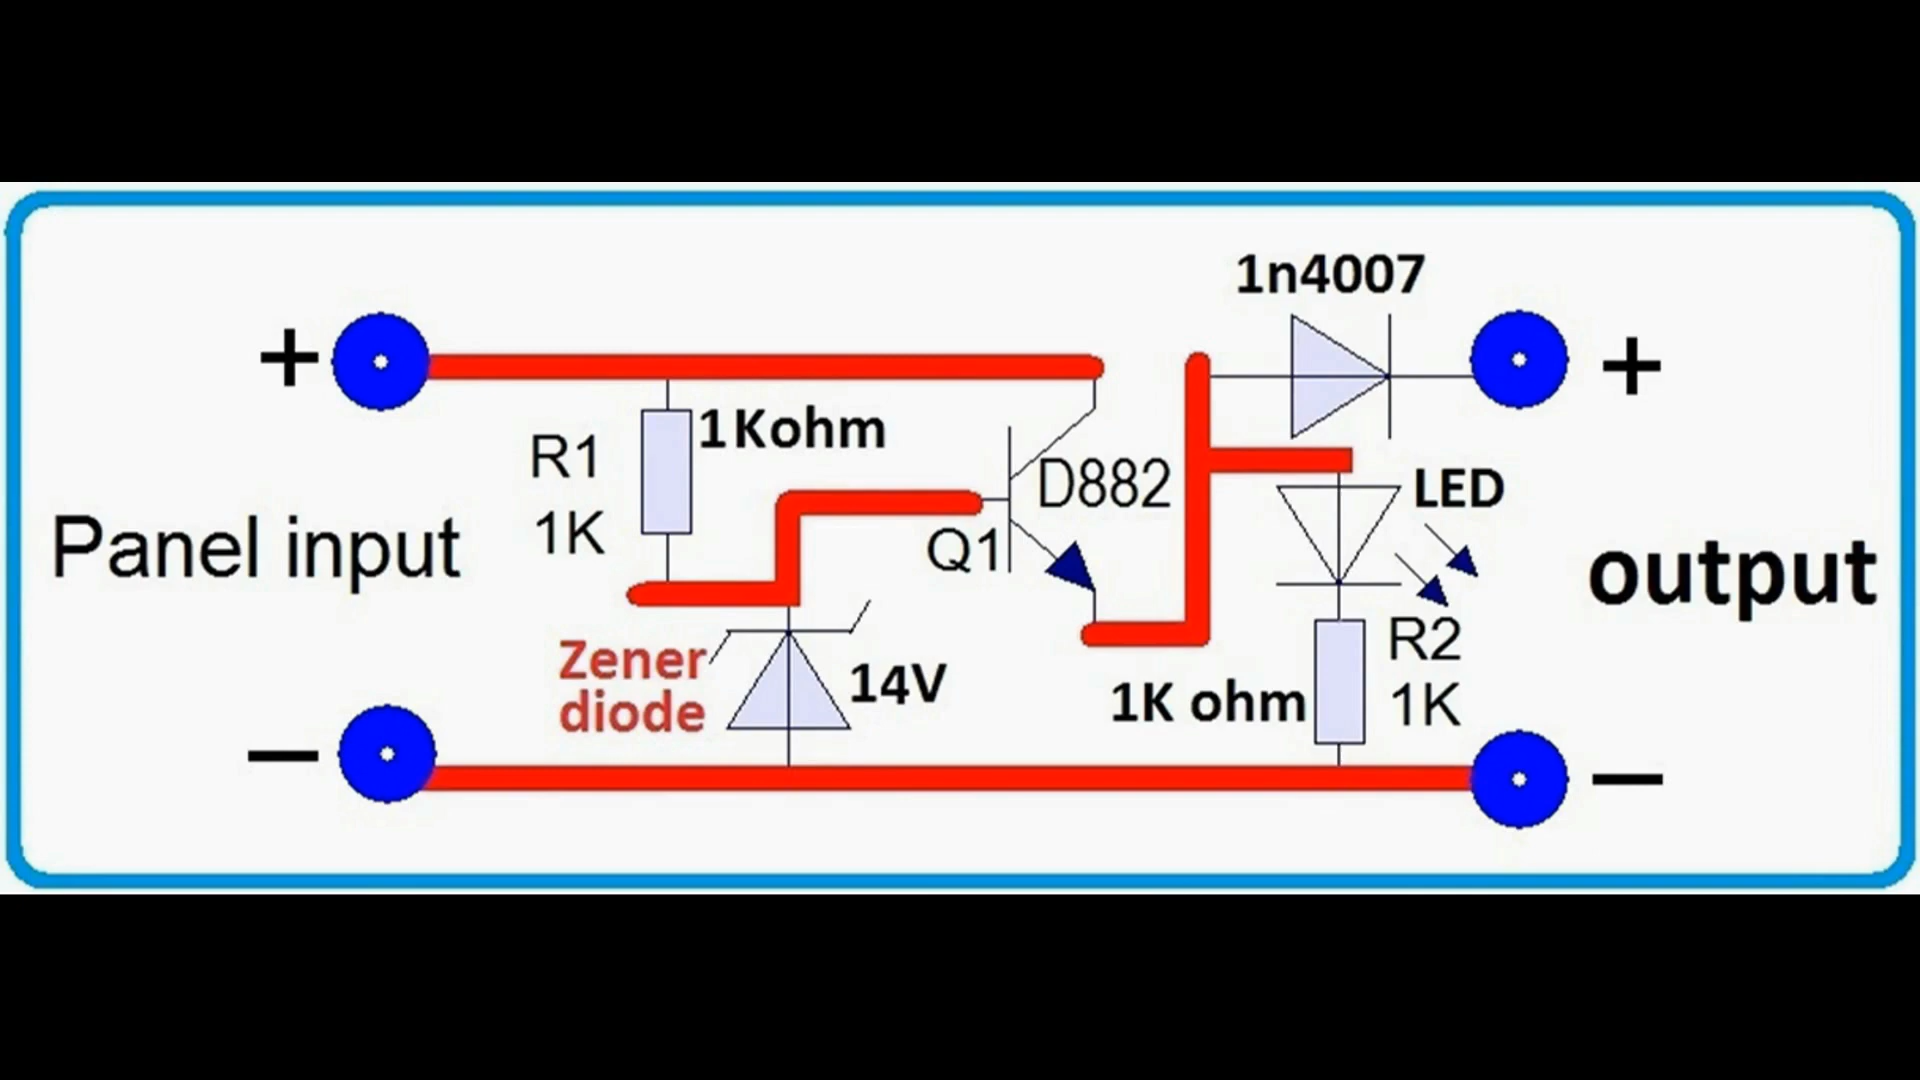 1n4007
+
+
R1
1K
1Kohm
D882
Q1
LED
Panel input
output
Zener
diode
14V
1K ohm
R2
1K
—
—